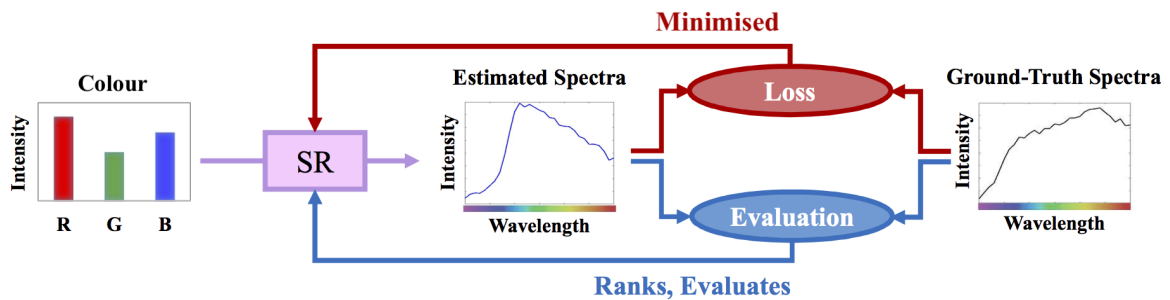 Minimised
Colour
Intensity
R G B
SR
Estimated Spectra
Intensity
Wavelength
Loss
Evaluation
Ground-Truth Spectra
Intensity
Wavelength
Ranks, Evaluates